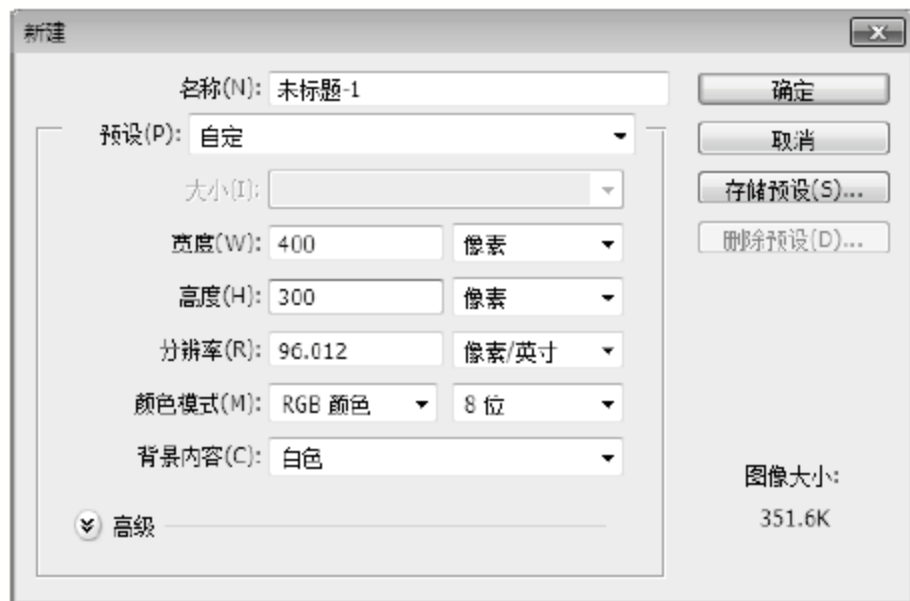 新建
名称(N): 未标题-1 确定
预设(P): 自定 取消
大小(I): 存储预设(S)...
宽度(W): 400 像素 删除预设(D)...
高度(H): 300 像素
分辨率(R): 96.012 像素/英寸
颜色模式(M): RGB 颜色 8 位
背景内容(C): 白色
图像大小:
351.6K
高级